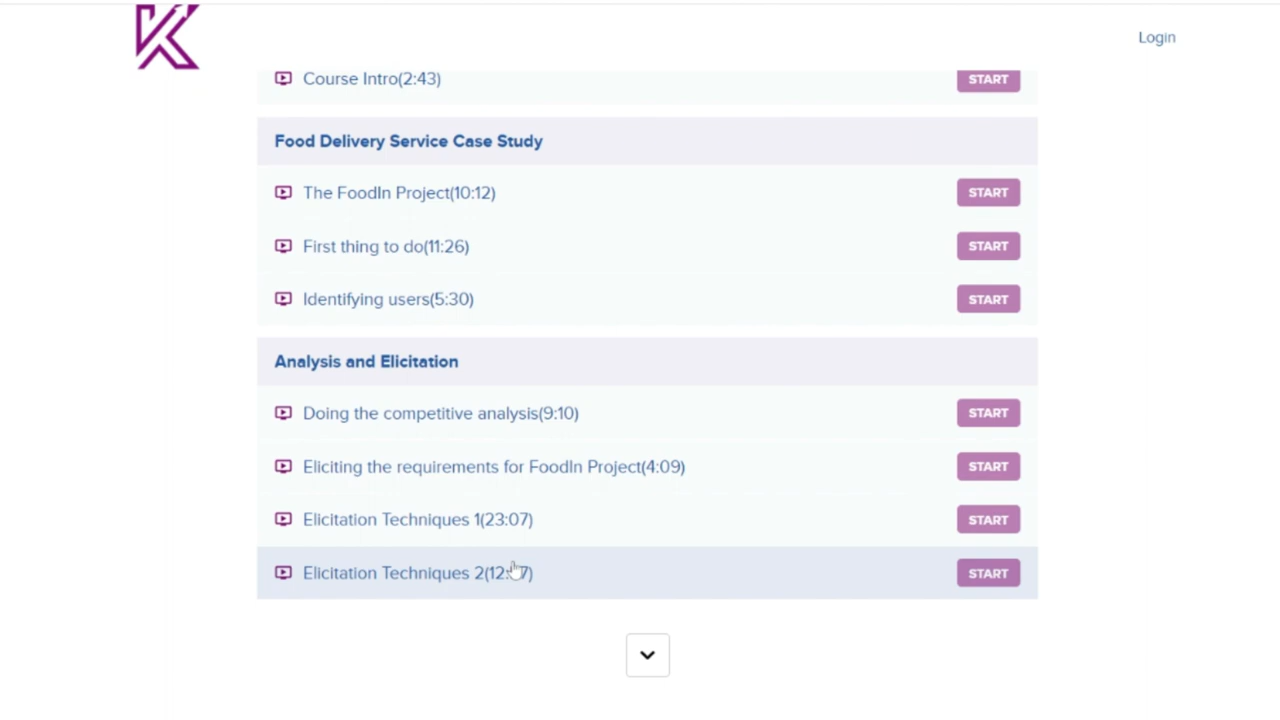 Login
Course Intro(2:43)
START
Food Delivery Service Case Study
The FoodIn Project(10:12)
START
First thing to do(11:26)
START
Identifying users(5:30)
START
Analysis and Elicitation
Doing the competitive analysis(9:10)
START
Eliciting the requirements for FoodIn Project(4:09)
START
Elicitation Techniques 1(23:07)
START
Elicitation Techniques 2
START